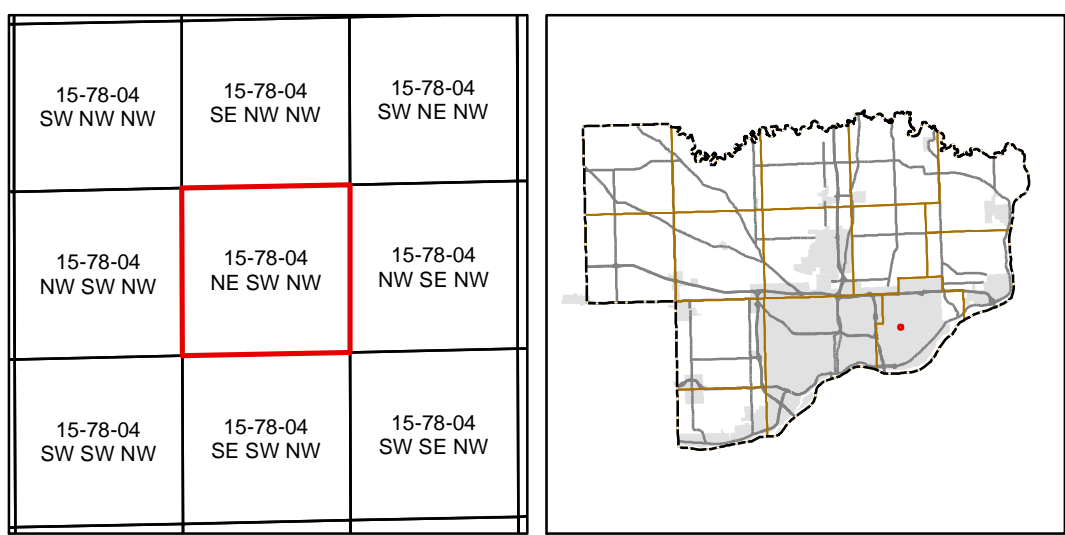 15-78-04
SW NW NW
15-78-04
SE NW NW
15-78-04
SW NE NW
15-78-04
NW SW NW
15-78-04
NE SW NW
15-78-04
NW SE NW
15-78-04
SW SW NW
15-78-04
SE SW NW
15-78-04
SW SE NW